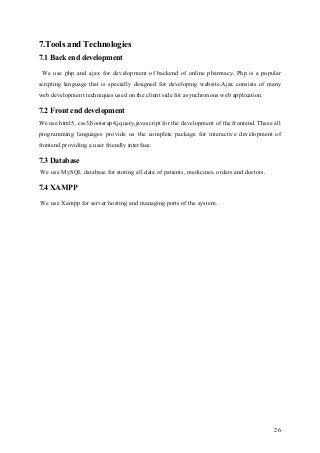 7.Tools and Technologies
7.1 Back end development
We use php and ajax for development of backend of online pharmacy. Php is a popular
scripting language that is specially designed for developing website.Ajax consists of many
web development techniques used on the client side for asynchronous web application.
7.2 Front end development
We use html5, css3,bootsrap4,jquery,javascript for the development of the frontend. These all
programming languages provide us the complete package for interactive development of
frontend providing a user friendly interface.
7.3 Database
We use MySQL database for storing all data of patients, medicines, orders and doctors.
7.4 XAMPP
We use Xampp for server hosting and managing ports of the system.
26